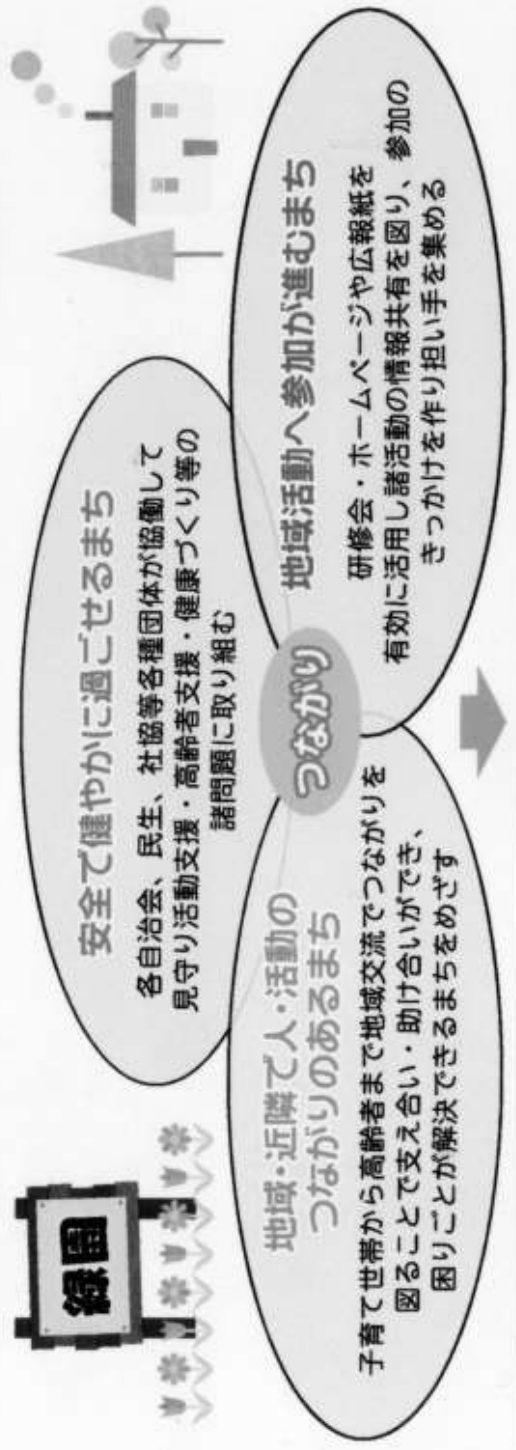 緑園
安全で健やかに過ごせるまち
各自治会、民生、社協等各種団体が協働して
見守り活動支援・高齢者支援・健康づくり等の
諸問題に取り組む
つながり
地域・近隣で人・活動の
つながりのあるまち
子育て世帯から高齢者まで地域交流でつながりを
図ることで支え合い・助け合いができ、
困りごとが解決できるまちをめざす
地域活動へ参加が進むまち
研修会・ホームページや広報紙を
有効に活用し諸活動の情報共有を図り、参加の
きっかけを作り担い手を集める